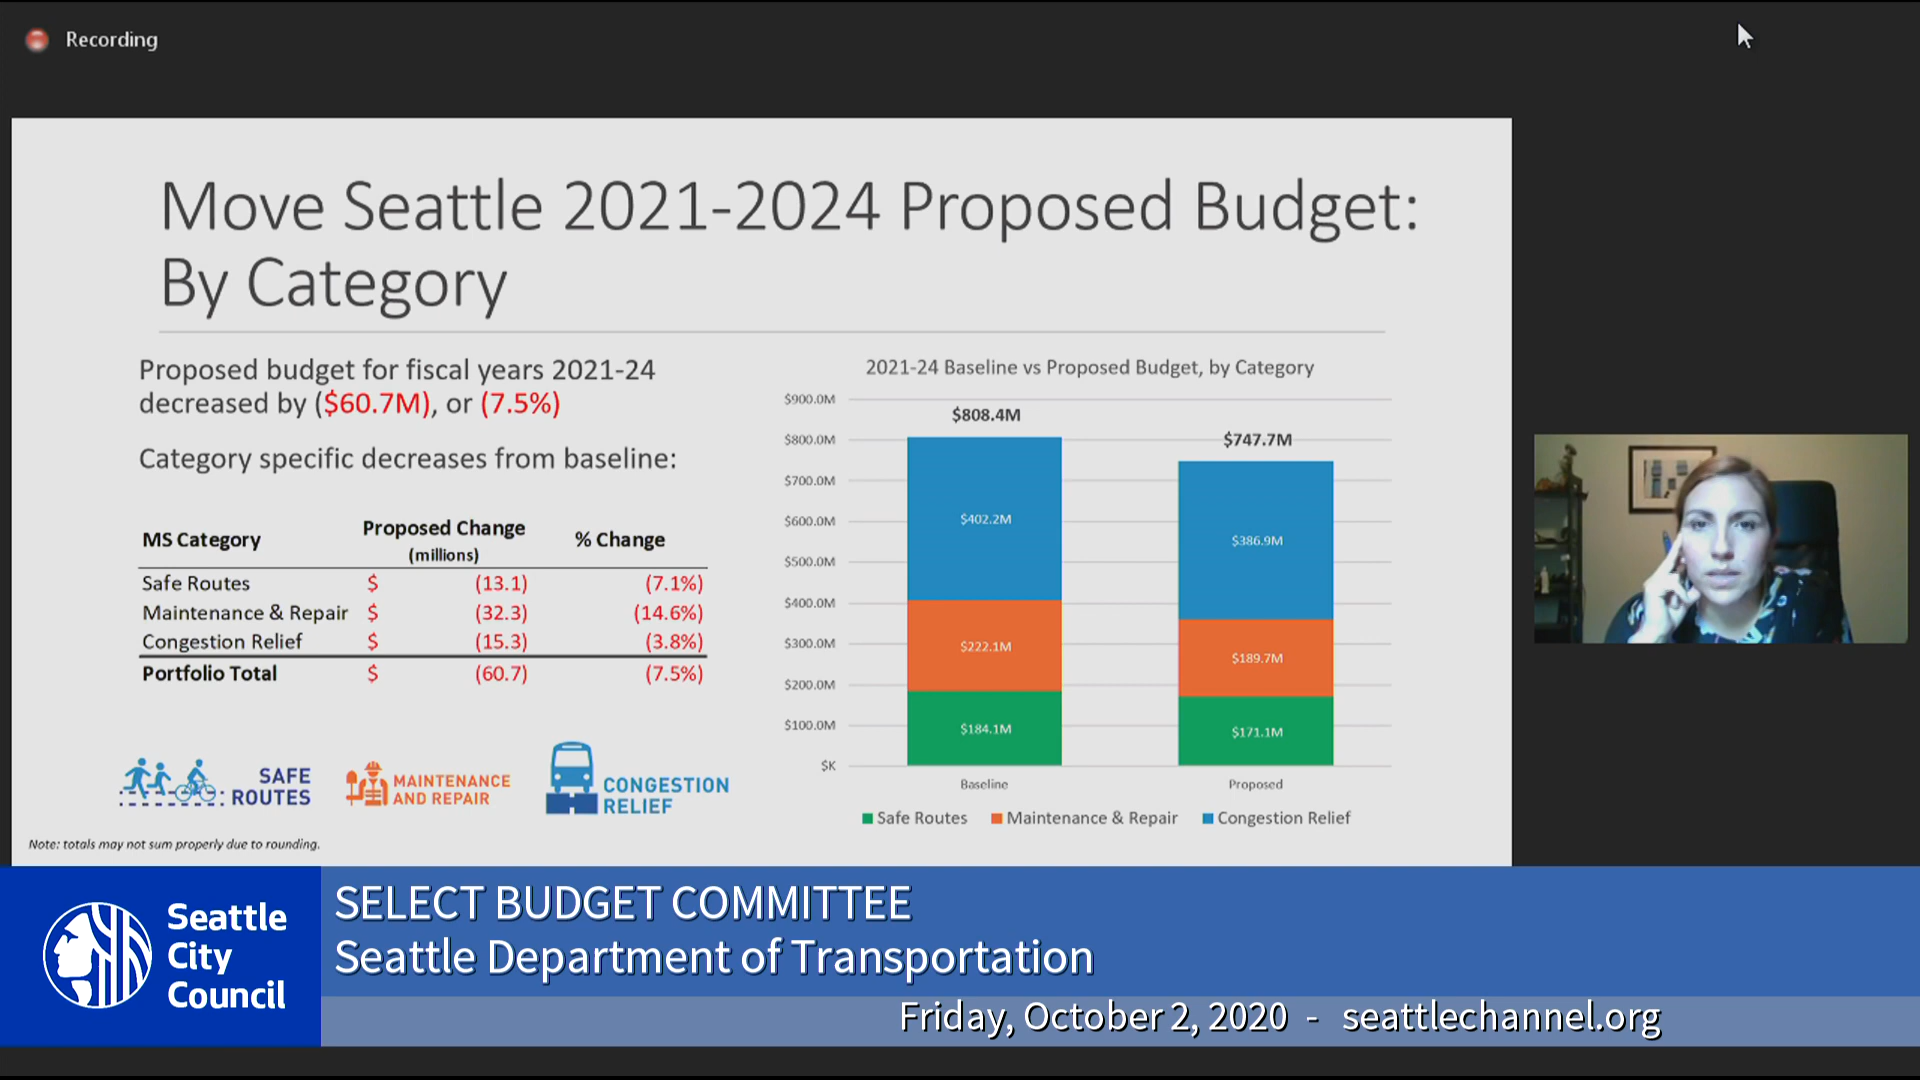 Recording
Move Seattle 2021-2024 Proposed Budget:
By Category
Proposed budget for fiscal years 2021-24
decreased by ($60.7M), or (7.5%)
Category specific decreases from baseline:
MS Category Proposed Change (millions) % Change
Safe Routes $ (13.1) (7.1%)
Maintenance & Repair $ (32.3) (14.6%)
Congestion Relief $ (15.3) (3.8%)
Portfolio Total $ (60.7) (7.5%)
SAFE
ROUTES
MAINTENANCE
AND REPAIR
CONGESTION
RELIEF
Note: totals may not sum properly due to rounding.
2021-24 Baseline vs Proposed Budget, by Category
$900.0M
$800.0M
$700.0M
$600.0M
$500.0M
$400.0M
$300.0M
$200.0M
$100.0M
$K
$808.4M
$402.2M
$222.1M
$184.1M
$747.7M
$386.9M
$189.7M
$171.1M
Baseline Proposed
Safe Routes Maintenance & Repair Congestion Relief
Seattle
City
Council
SELECT BUDGET COMMITTEE
Seattle Department of Transportation
Friday, October 2, 2020 - seattlechannel.org